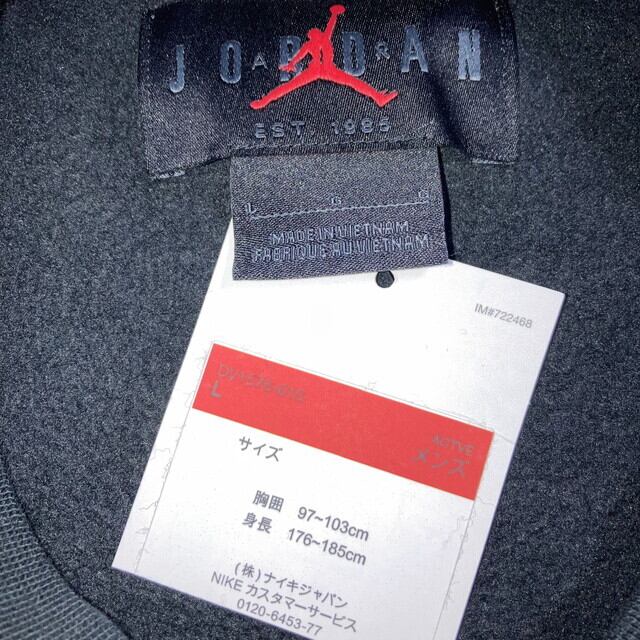 JORDAN
AIR
EST. 1985
L G G
MADE IN VIETNAM
FABRIQUE AU VIETNAM
IM#722468
L
ACTVE
メンズ
サイズ
胸囲 97~103cm
身長 176~185cm
(株)ナイキジャパン
NIKE カスタマーサービス
0120-6453-77